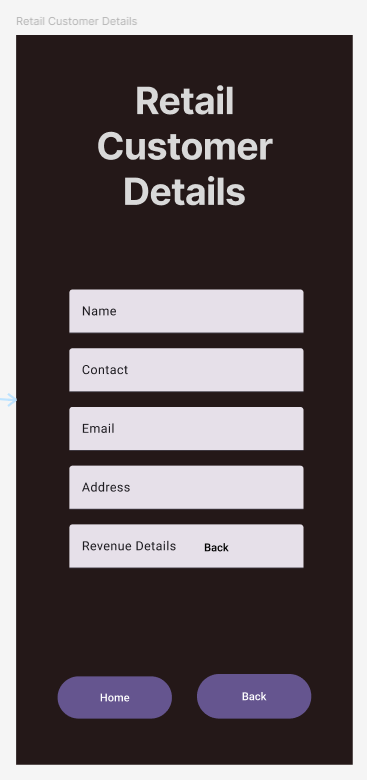 Retail Customer Details
Retail
Customer
Details
Name
Contact
Email
Address
Revenue Details Back
Home Back